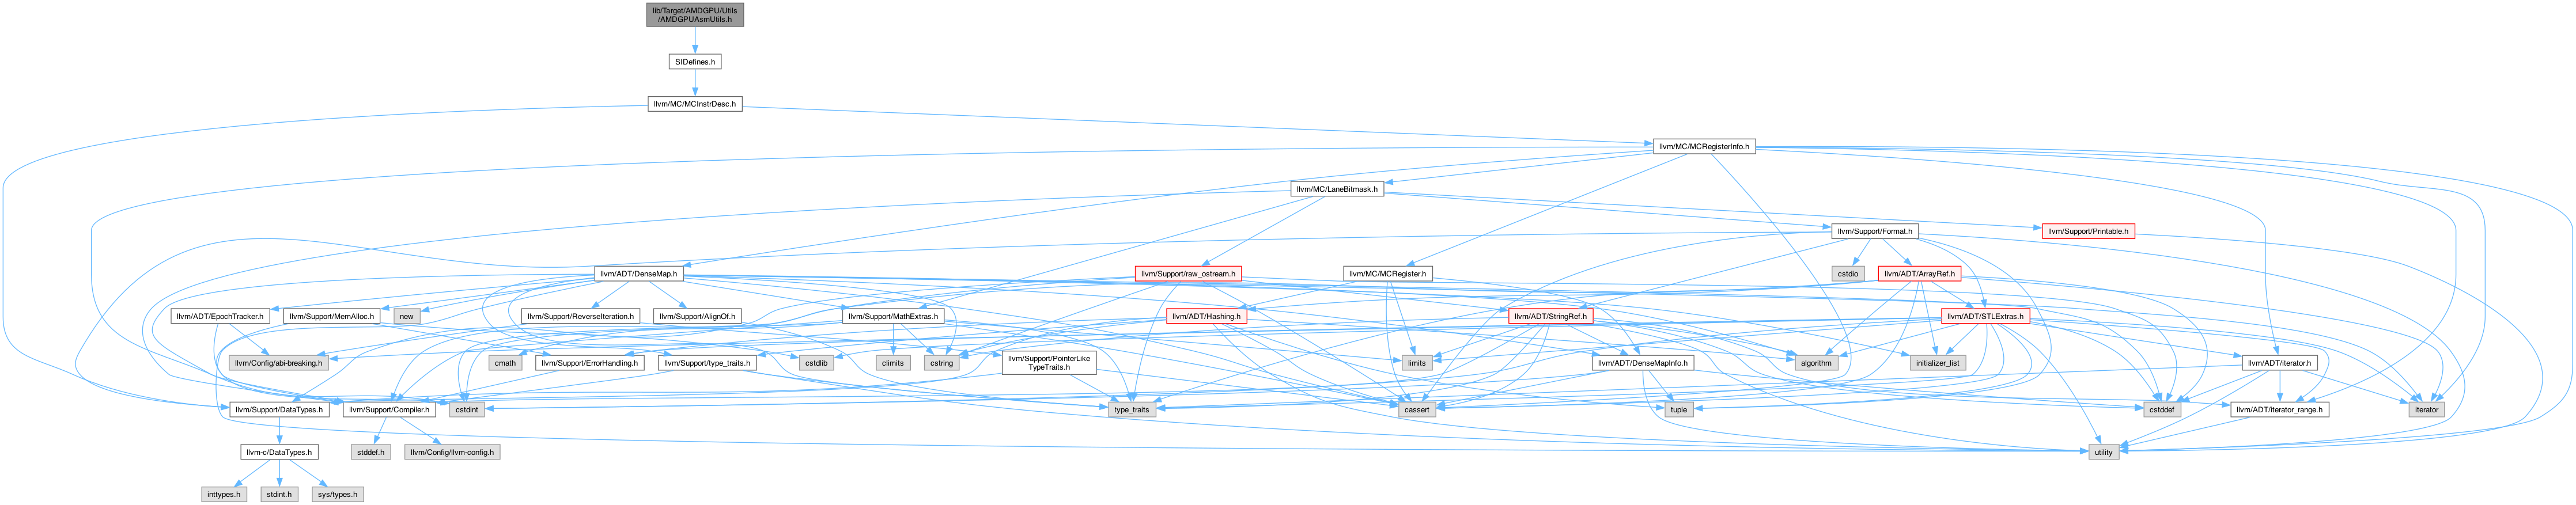 lib/Target/AMDGPU/Utils
/AMDGPUAsmUtils.h
SIDefines.h
llvm/MC/MCInstrDesc.h
llvm/MC/MCRegisterInfo.h
llvm/MC/LaneBitmask.h
llvm/Support/Format.h
llvm/Support/Printable.h
llvm/ADT/DenseMap.h
llvm/Support/raw_ostream.h
llvm/MC/MCRegister.h
cstdio
llvm/ADT/ArrayRef.h
llvm/ADT/EpochTracker.h
llvm/Support/MemAlloc.h
new
llvm/Support/ReverseIteration.h
llvm/Support/AlignOf.h
llvm/Support/MathExtras.h
llvm/ADT/Hashing.h
llvm/ADT/StringRef.h
llvm/ADT/STLExtras.h
llvm/Config/abi-breaking.h
cmath
llvm/Support/ErrorHandling.h
llvm/Support/type_traits.h
cstdlib
climits
cstring
llvm/Support/PointerLike
TypeTraits.h
limits
llvm/ADT/DenseMapInfo.h
algorithm
initializer_list
llvm/ADT/iterator.h
llvm/Support/DataTypes.h
llvm/Support/Compiler.h
cstdint
type_traits
cassert
tuple
cstddef
llvm/ADT/iterator_range.h
iterator
llvm-c/DataTypes.h
stddef.h
llvm/Config/llvm-config.h
utility
inttypes.h
stdint.h
sys/types.h